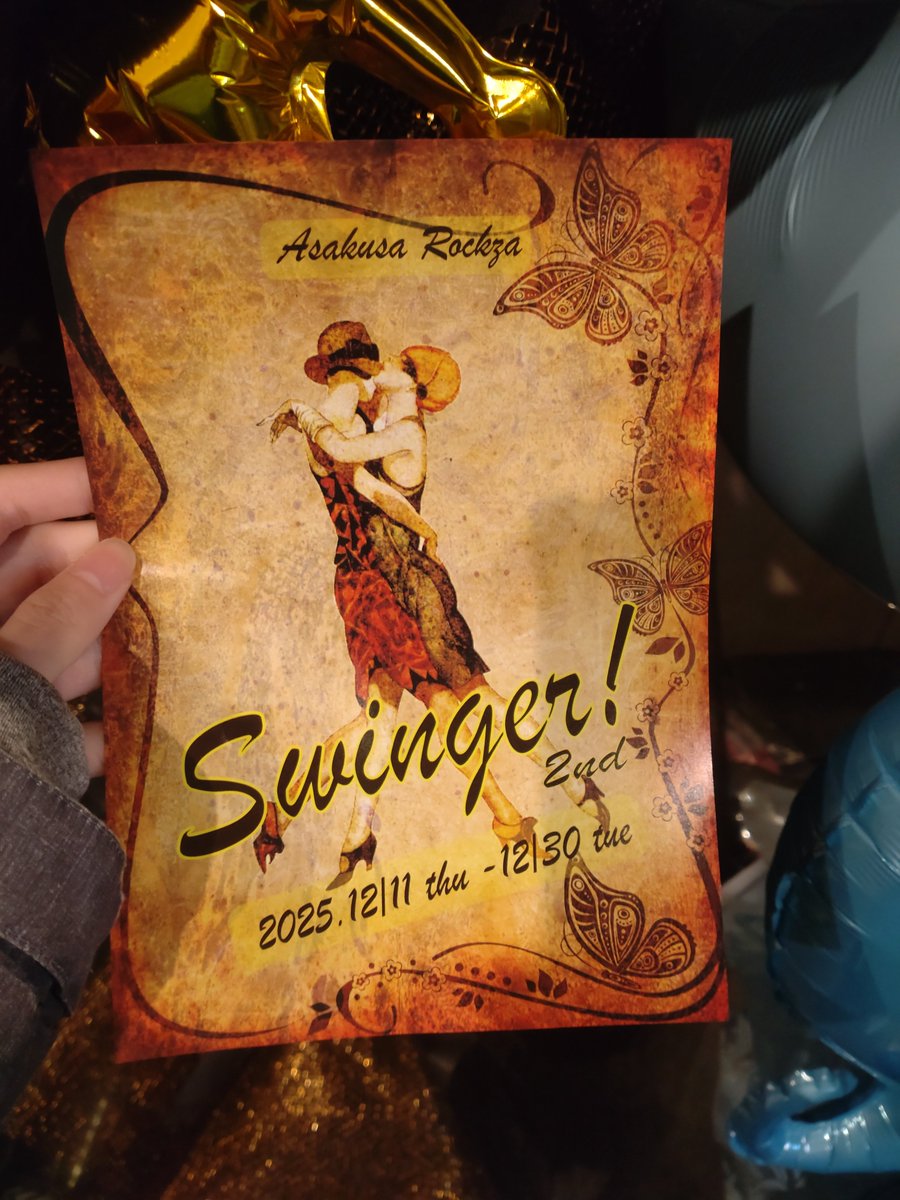 Asakusa Rockza
Swinger!
2nd
2025.12|11 thu -12|30 tue